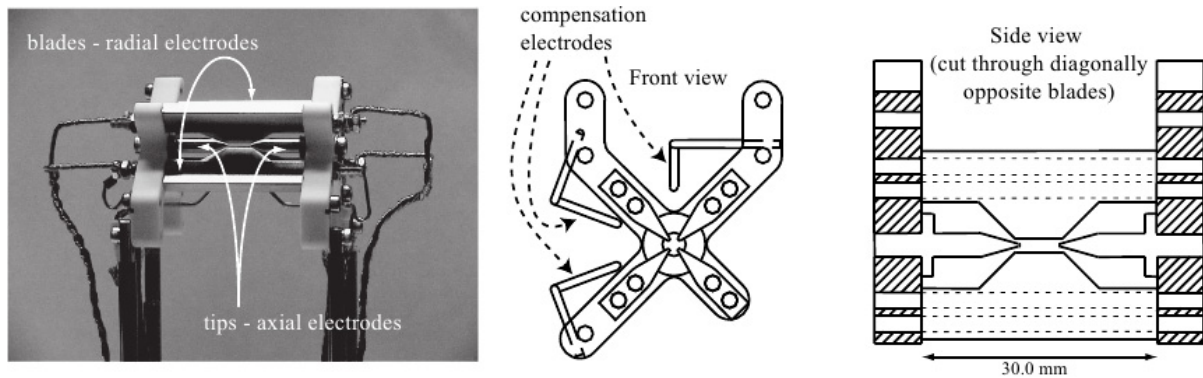 blades - radial electrodes
tips - axial electrodes
compensation
electrodes
Front view
Side view
(cut through diagonally
opposite blades)
30.0 mm